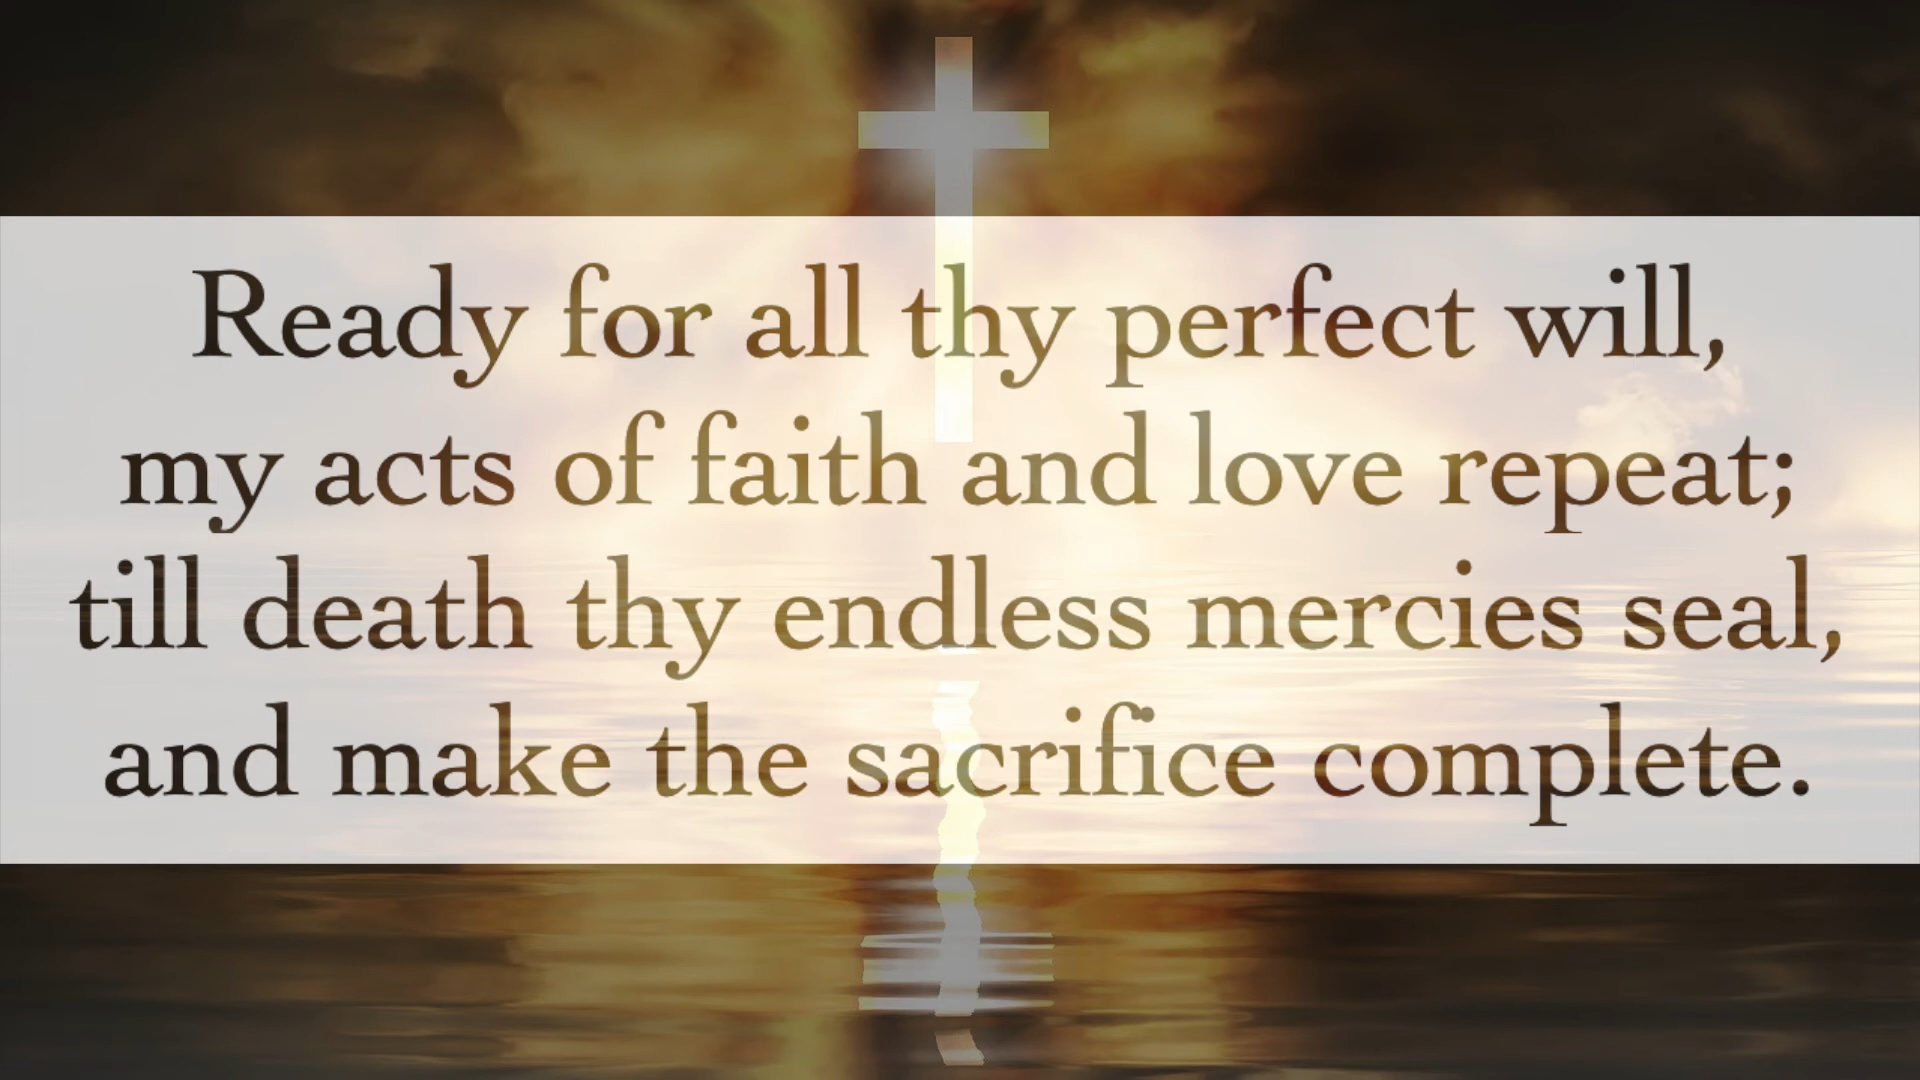 Ready for all thy perfect will,
my acts of faith and love repeat;
till death thy endless mercies seal,
and make the sacrifice complete.